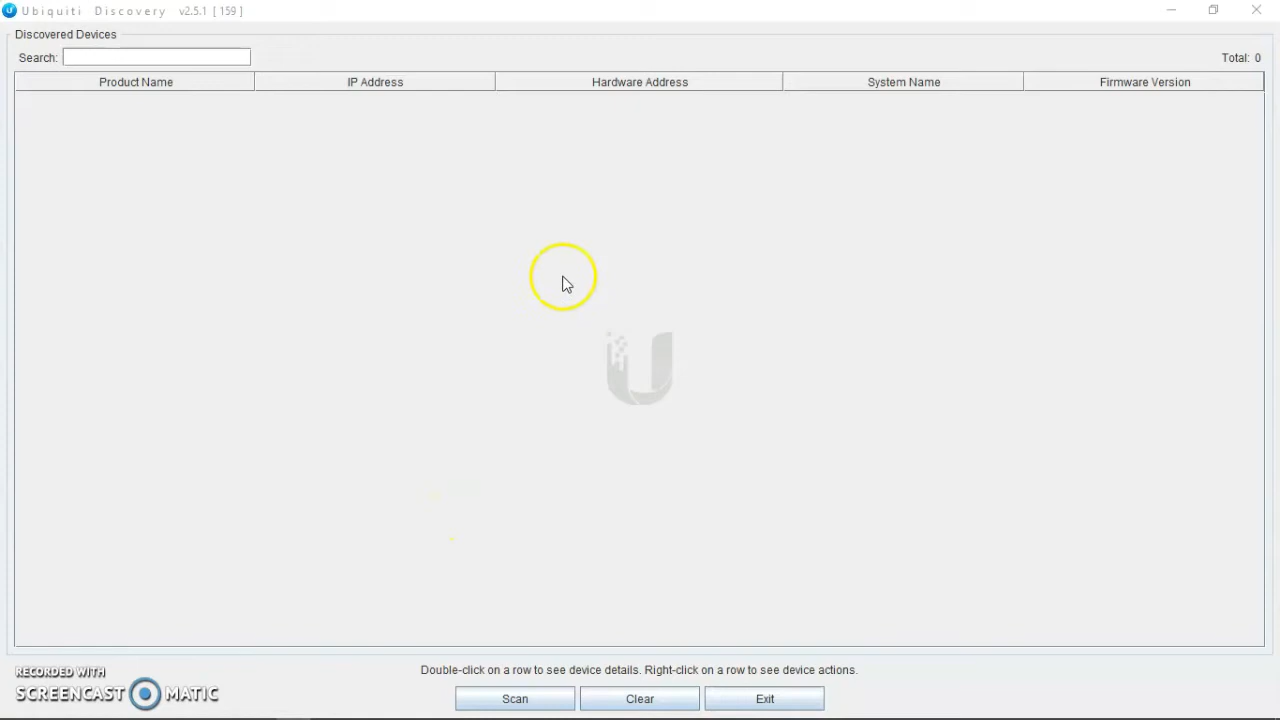 Ubiquiti Discovery v2.5.1 [ 159 ]
Discovered Devices
Search:
Total: 0
Product Name IP Address Hardware Address System Name Firmware Version
Double-click on a row to see device details. Right-click on a row to see device actions.
Scan Clear Exit
RECORDED WITH
SCREENCAST MATIC